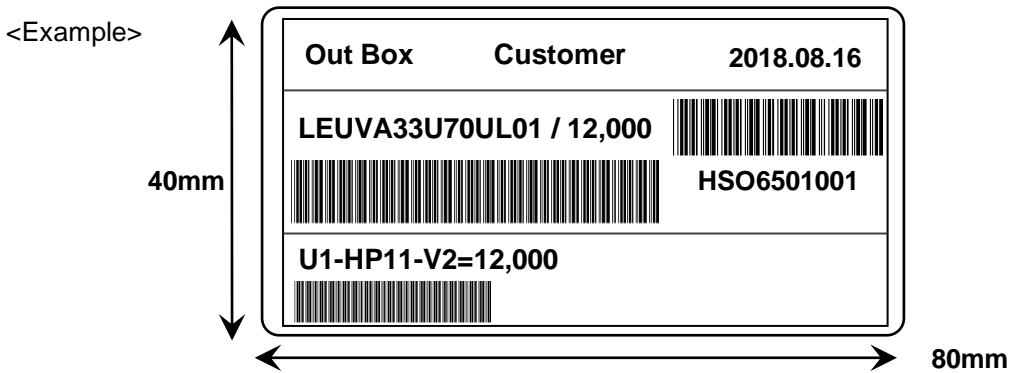 <Example>
Out Box Customer 2018.08.16
LEUVA33U70UL01 / 12,000
40mm
HSO6501001
U1-HP11-V2=12,000
80mm